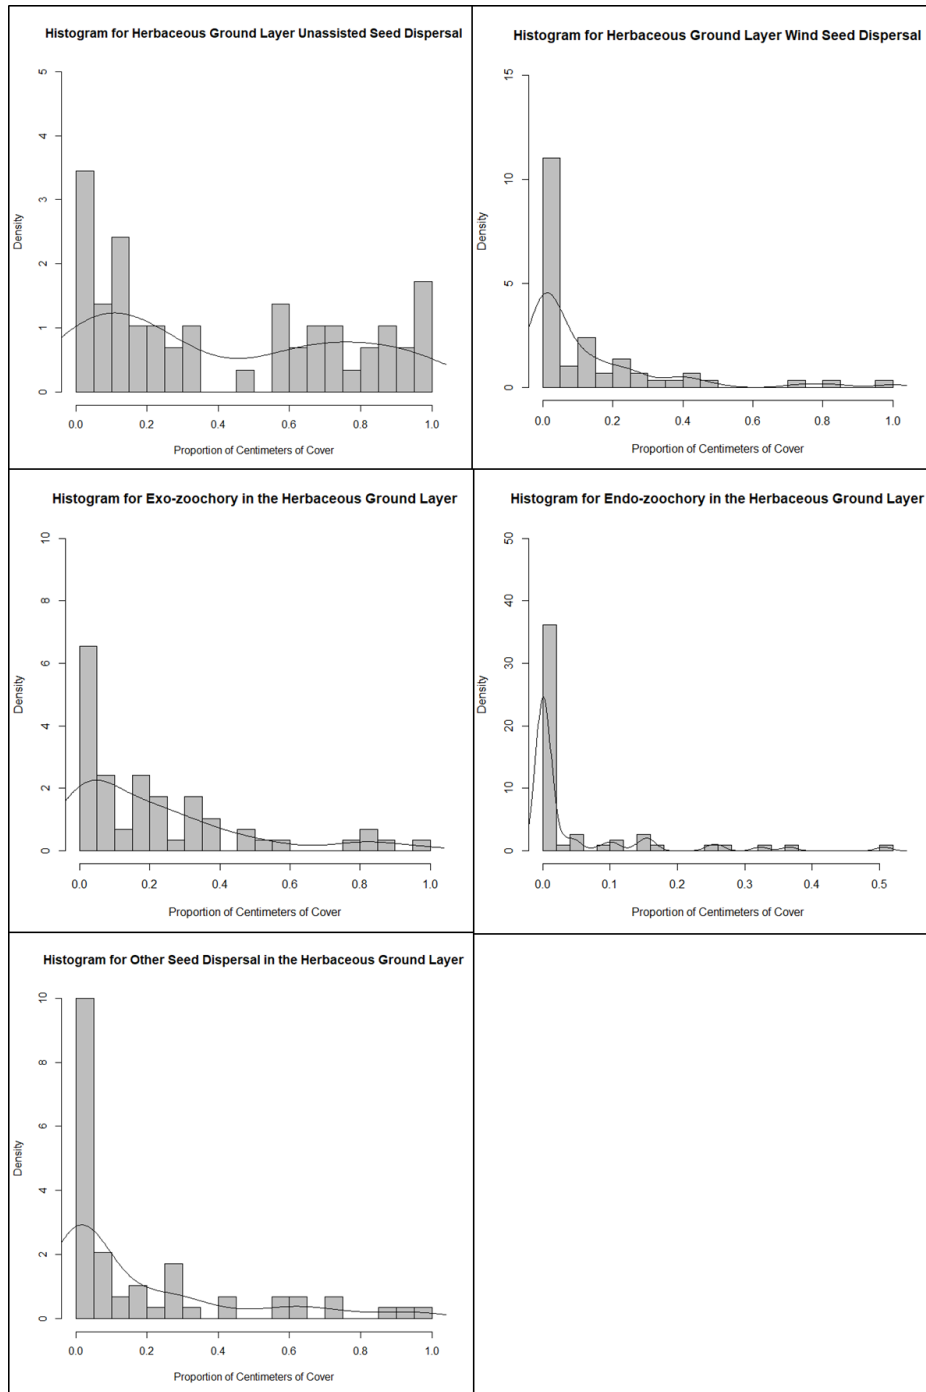 Histogram for Herbaceous Ground Layer Unassisted Seed Dispersal
5
4
3
2
1
0
Density
0.0 0.2 0.4 0.6 0.8 1.0
Proportion of Centimeters of Cover
Histogram for Herbaceous Ground Layer Wind Seed Dispersal
15
10
5
0
Density
0.0 0.2 0.4 0.6 0.8 1.0
Proportion of Centimeters of Cover
Histogram for Exo-zoochory in the Herbaceous Ground Layer
10
8
6
4
2
0
Density
0.0 0.2 0.4 0.6 0.8 1.0
Proportion of Centimeters of Cover
Histogram for Endo-zoochory in the Herbaceous Ground Layer
50
40
30
20
10
0
Density
0.0 0.1 0.2 0.3 0.4 0.5
Proportion of Centimeters of Cover
Histogram for Other Seed Dispersal in the Herbaceous Ground Layer
10
8
6
4
2
0
Density
0.0 0.2 0.4 0.6 0.8 1.0
Proportion of Centimeters of Cover